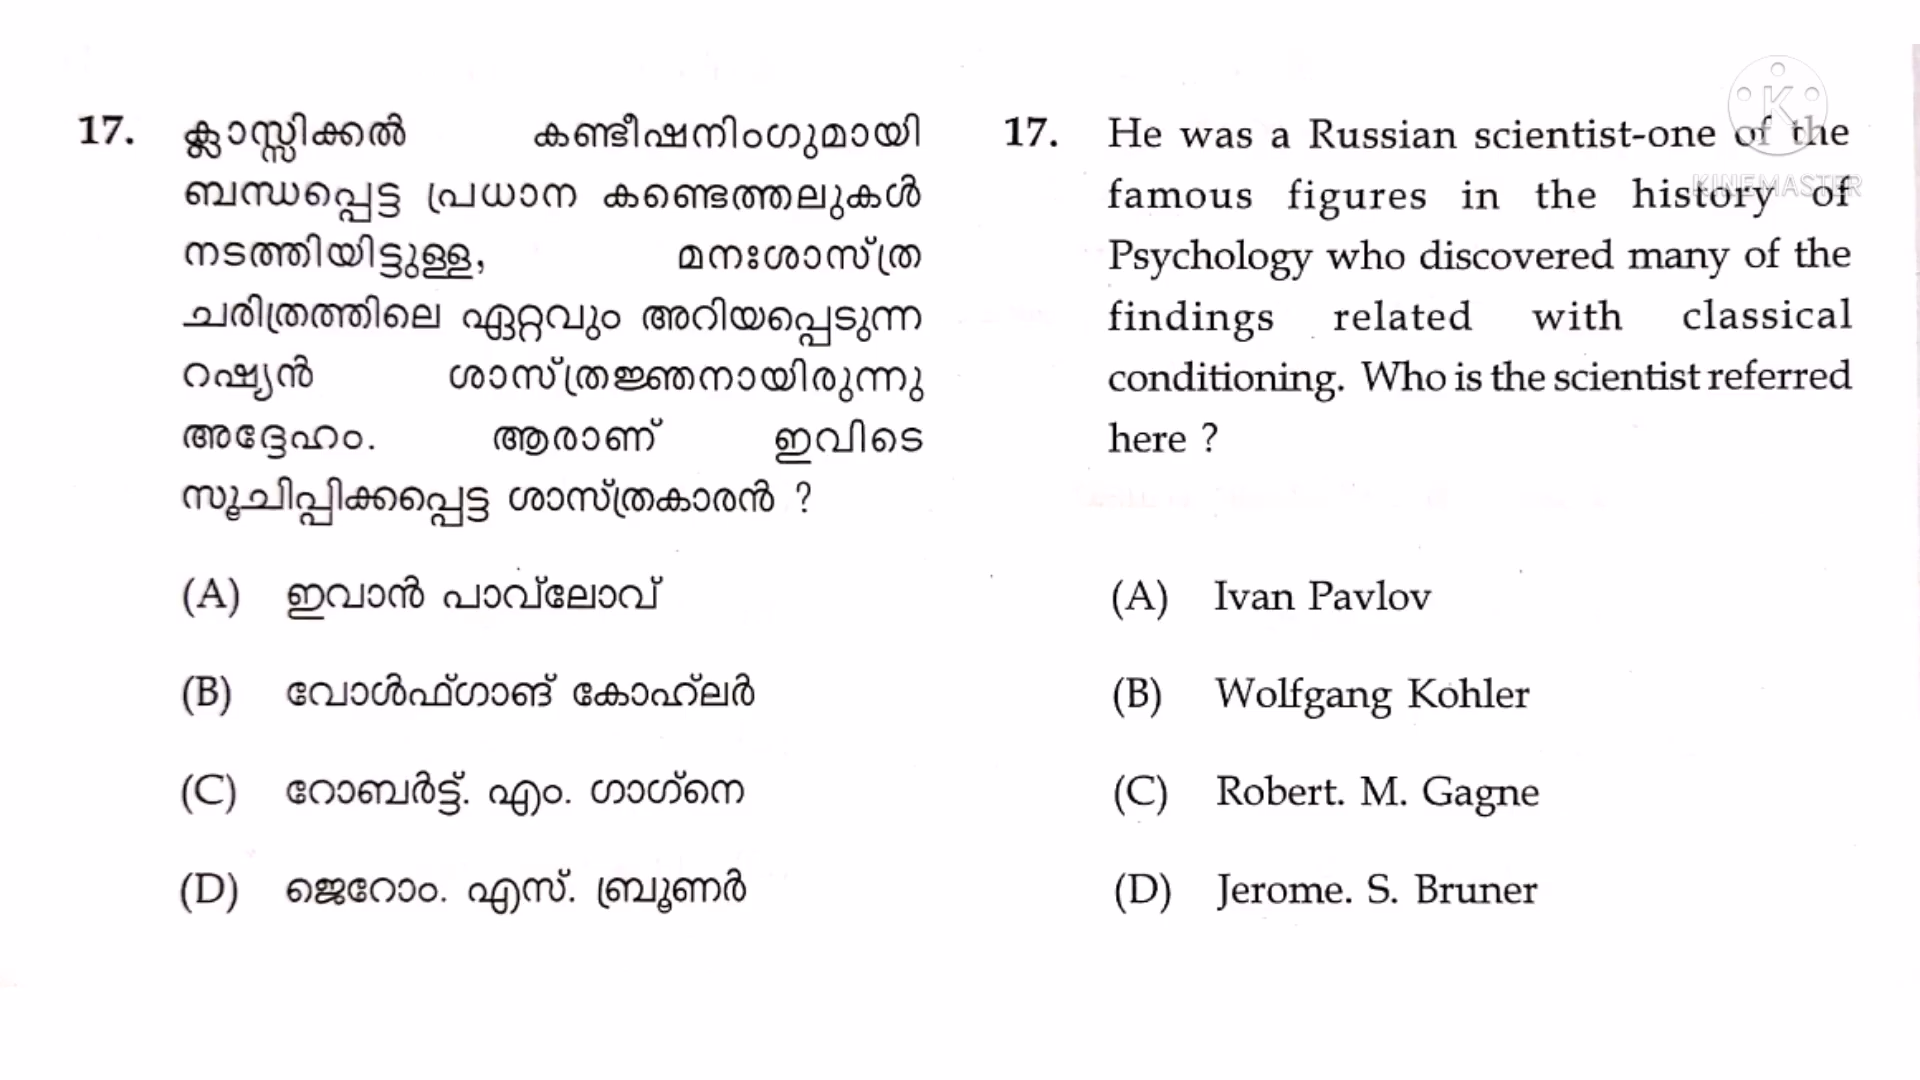 17. ക്ലാസ്സിക്കൽ കണ്ടീഷനിംഗുമായി
ബന്ധപ്പെട്ട പ്രധാന കണ്ടെത്തലുകൾ
നടത്തിയിട്ടുള്ള, മനഃശാസ്ത്ര
ചരിത്രത്തിലെ ഏറ്റവും അറിയപ്പെടുന്ന
റഷ്യൻ ശാസ്ത്രജ്ഞനായിരുന്നു
അദ്ദേഹം. ആരാണ് ഇവിടെ
സൂചിപ്പിക്കപ്പെട്ട ശാസ്ത്രകാരൻ ?
(A) ഇവാൻ പാവ്‌ലോവ്
(B) വോൾഫ്ഗാങ് കോഹ്‌ലർ
(C) റോബർട്ട്. എം. ഗാഗ്നെ
(D) ജെറോം. എസ്. ബ്രൂണർ
17. He was a Russian scientist-one of the
famous figures in the history of
Psychology who discovered many of the
findings related with classical
conditioning. Who is the scientist referred
here ?
(A) Ivan Pavlov
(B) Wolfgang Kohler
(C) Robert. M. Gagne
(D) Jerome. S. Bruner
K
KINEMASTER